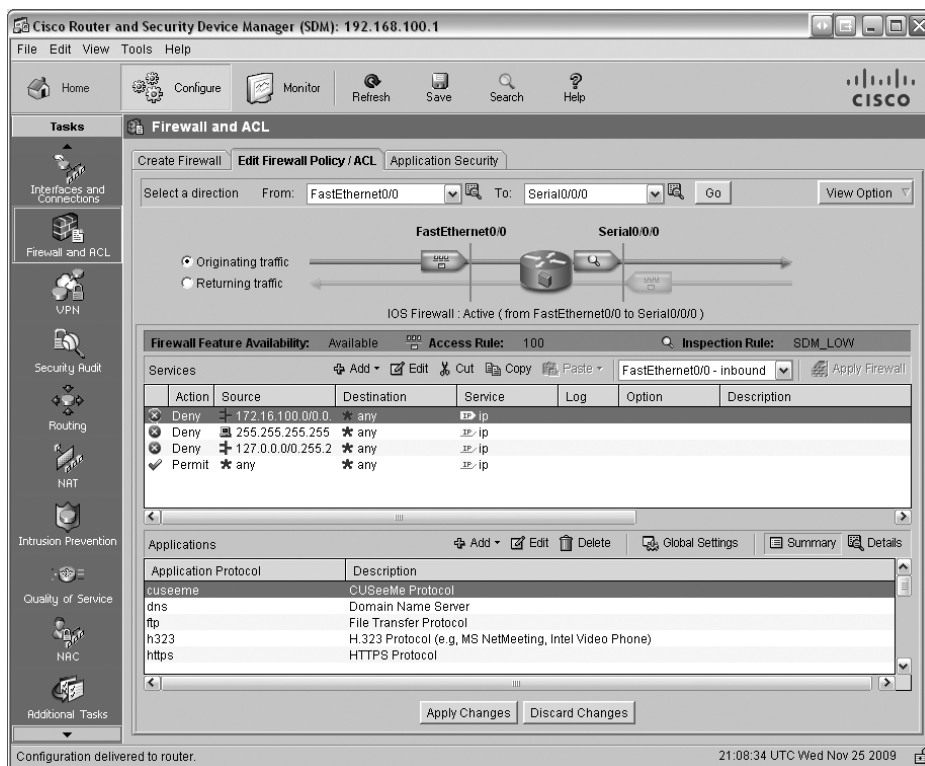 Cisco Router and Security Device Manager (SDM): 192.168.100.1
File Edit View Tools Help
Home Configure Monitor Refresh Save Search Help
CISCO
Tasks
Interfaces and Connections
Firewall and ACL
VPN
Security Audit
Routing
NAT
Intrusion Prevention
Quality of Service
NAC
Additional Tasks
Firewall and ACL
Create Firewall Edit Firewall Policy / ACL Application Security
Select a direction From: FastEthernet0/0 To: Serial0/0/0 Go View Option
FastEthernet0/0 Serial0/0/0
Originating traffic
Returning traffic
IOS Firewall : Active ( from FastEthernet0/0 to Serial0/0/0 )
Firewall Feature Availability: Available Access Rule: 100 Inspection Rule: SDM_LOW
Services Add Edit Cut Copy Paste FastEthernet0/0 - inbound Apply Firewall
Action Source Destination Service Log Option Description
Deny 172.16.100.0/0.0. any IP ip
Deny 255.255.255.255 any IP ip
Deny 127.0.0.0/0.255.2 any IP ip
Permit any any IP ip
Applications Add Edit Delete Global Settings Summary Details
Application Protocol Description
cuseeme CUSeeMe Protocol
dns Domain Name Server
ftp File Transfer Protocol
h323 H.323 Protocol (e.g, MS NetMeeting, Intel Video Phone)
https HTTPS Protocol
Apply Changes Discard Changes
Configuration delivered to router. 21:08:34 UTC Wed Nov 25 2009